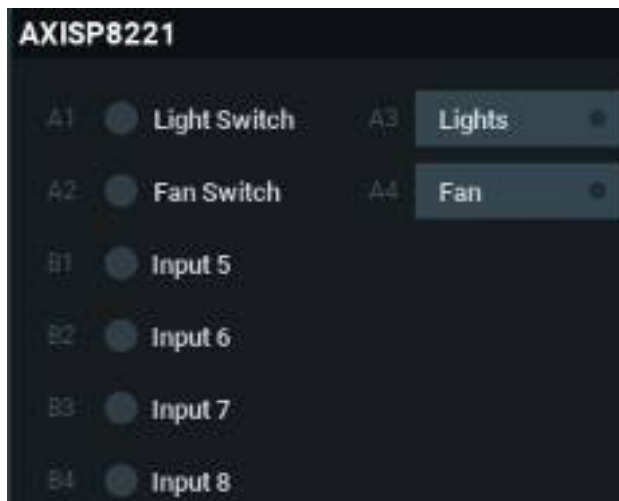 AXISP8221
A1 Light Switch A3 Lights
A2 Fan Switch A4 Fan
B1 Input 5
B2 Input 6
B3 Input 7
B4 Input 8